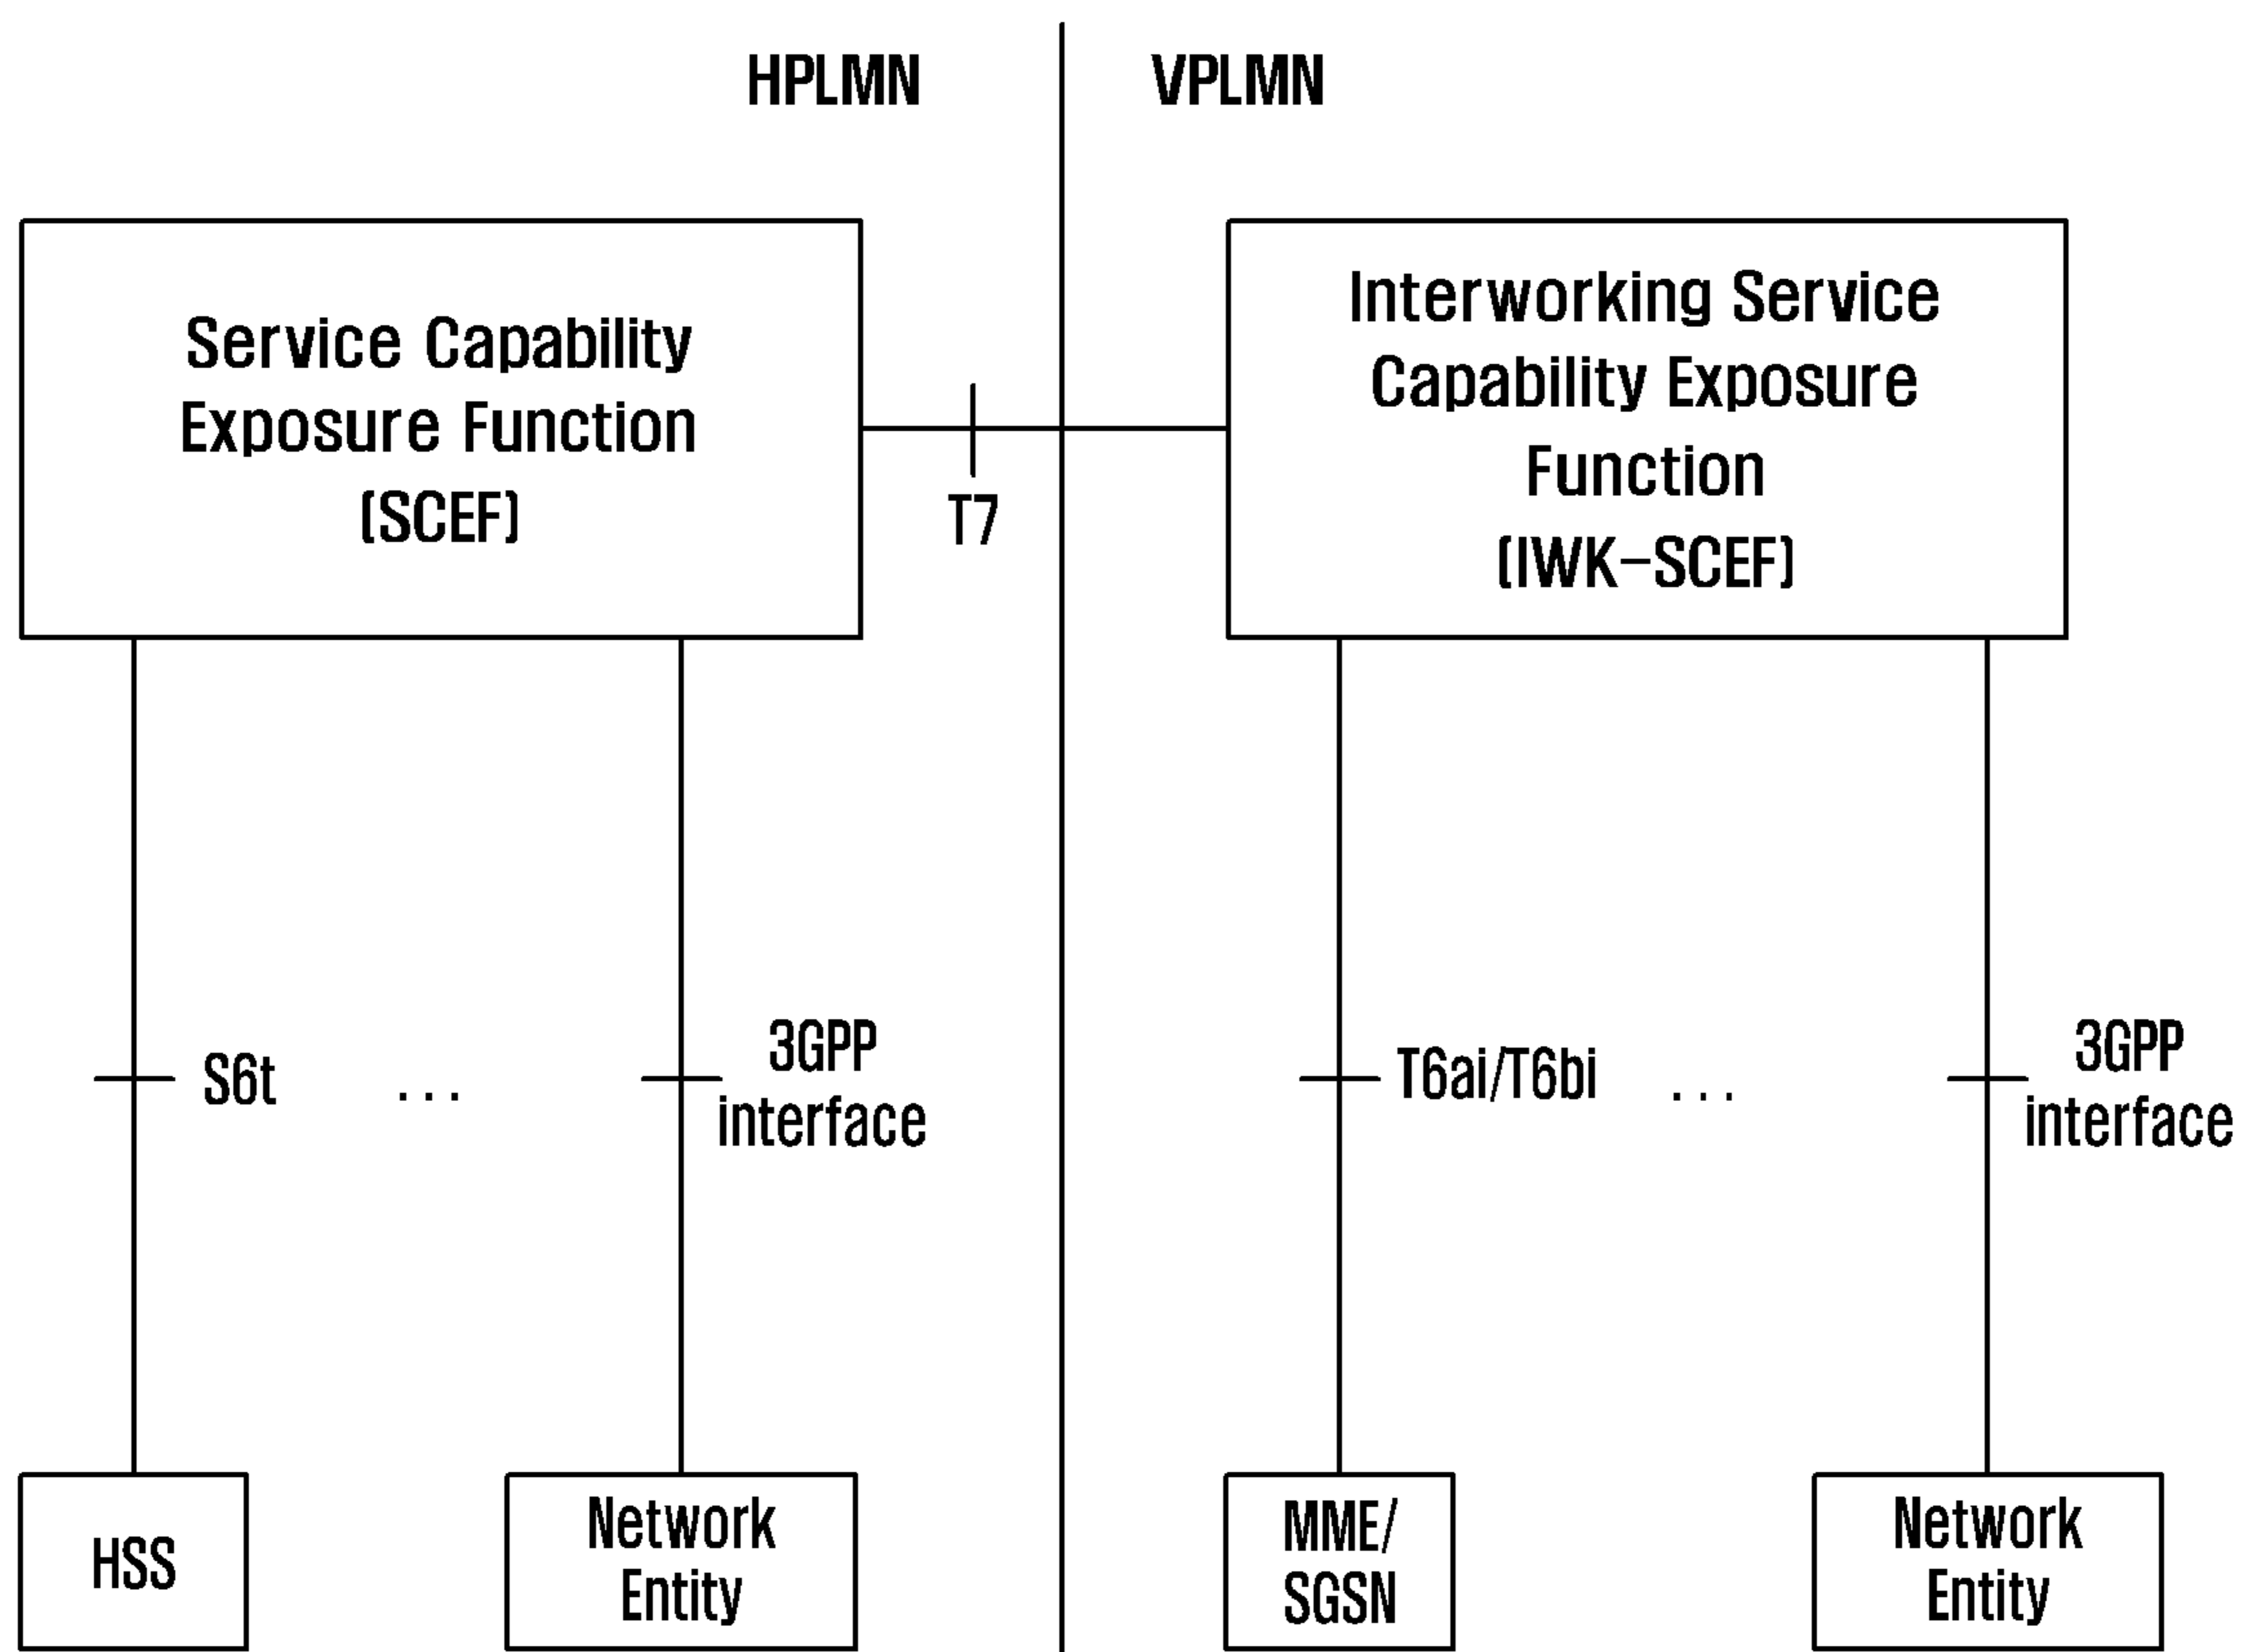 HPLMN
VPLMN
Service Capability
Exposure Function
(SCEF)
T7
Interworking Service
Capability Exposure
Function
(IWK-SCEF)
S6t
...
3GPP
interface
T6ai/T6bi
...
3GPP
interface
HSS
Network
Entity
MME/
SGSN
Network
Entity